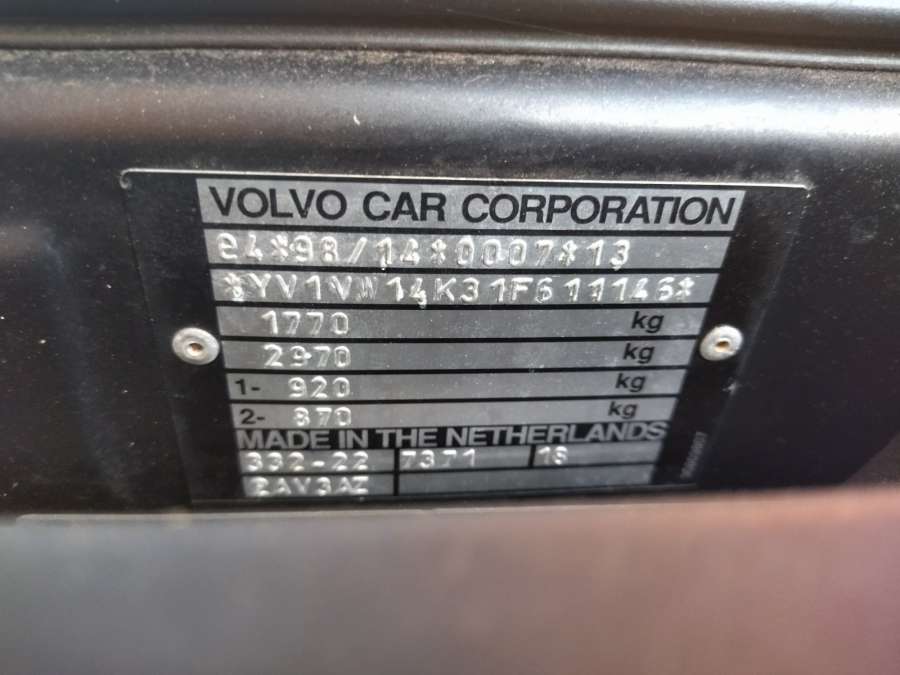 VOLVO CAR CORPORATION
e4*98/14*0007*13
*YV1VW14K31F611146*
1770 kg
2970 kg
1- 920 kg
2- 870 kg
MADE IN THE NETHERLANDS
332-22 7371 18
2AV3AZ